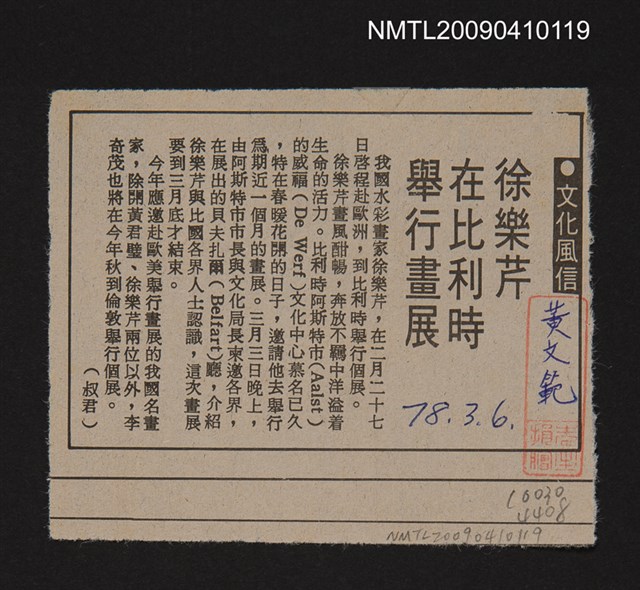 NMTL20090410119
●文化風信
徐樂芹
在比利時
舉行畫展
我國水彩畫家徐樂芹，在二月二十七
日啓程赴歐洲，到比利時舉行個展。
徐樂芹畫風酣暢，奔放不羈中洋溢着
生命的活力。比利時阿斯特市(Aalst)
的威福(De Werf)文化中心慕名已久
，特在春暖花開的日子，邀請他去舉行
爲期近一個月的畫展。三月三日晚上，
由阿斯特市市長與文化局長柬邀各界，
在展出的貝夫扎爾(Belfart)廳，介紹
徐樂芹與比國各界人士認識，這次畫展
要到三月底才結束。
今年應邀赴歐美舉行畫展的我國名畫
家，除開黃君璧、徐樂芹兩位以外，李
奇茂也將在今年秋到倫敦舉行個展。
（叔君）
黃文範
78.3.6.
10030
4408
NMTL20090410119